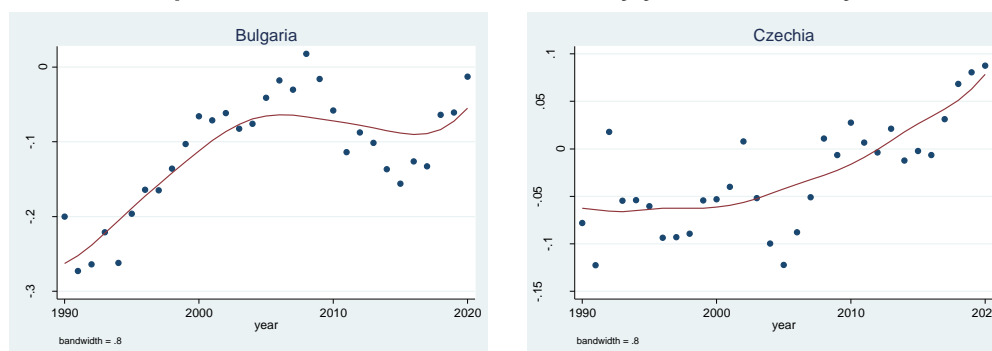 Bulgaria
0
-.1
-.2
-.3
1990 2000 2010 2020
year
bandwidth = .8
Czechia
.1
.05
0
-.05
-.1
-.15
1990 2000 2010 202
year
bandwidth = .8